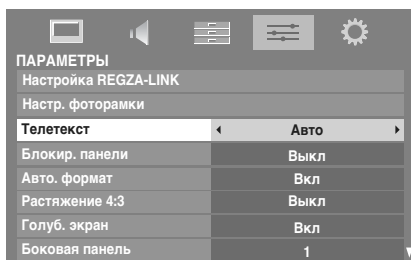 ПАРАМЕТРЫ
Настройка REGZA-LINK
Настр. фоторамки
Телетекст Авто
Блокир. панели Выкл
Авто. формат Вкл
Растяжение 4:3 Выкл
Голуб. экран Вкл
Боковая панель 1